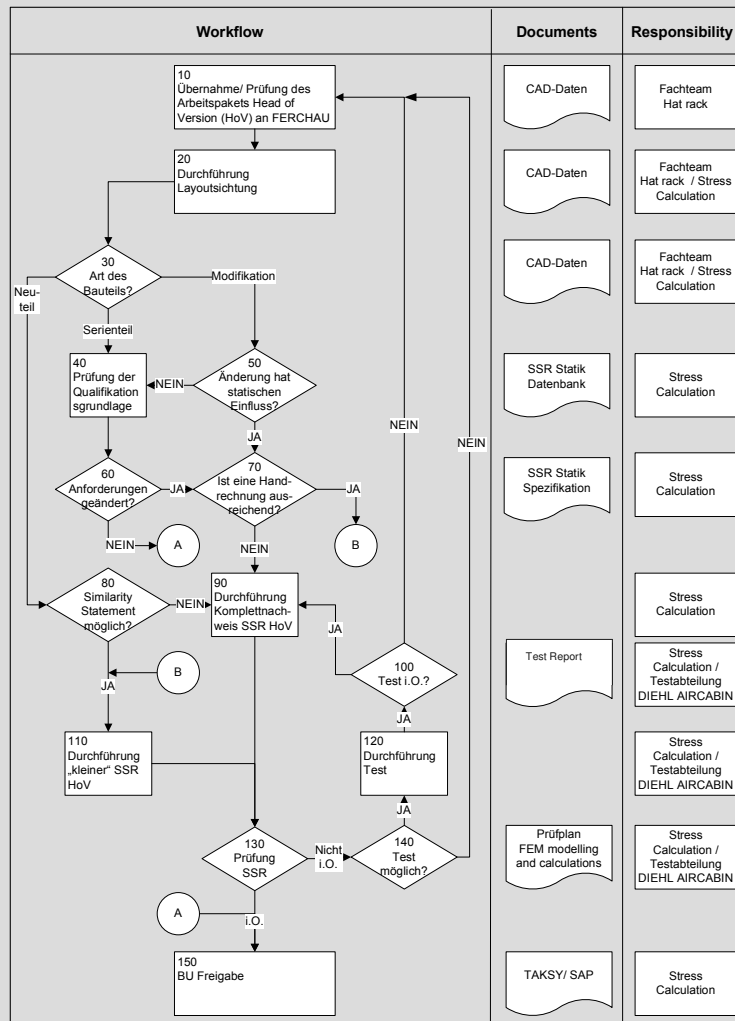 Workflow
Documents
Responsibility
10
Übernahme/ Prüfung des
Arbeitspakets Head of
Version (HoV) an FERCHAU
CAD-Daten
Fachteam
Hat rack
20
Durchführung
Layoutsichtung
CAD-Daten
Fachteam
Hat rack / Stress
Calculation
30
Art des
Bauteils?
Neu-
teil
Modifikation
Serienteil
CAD-Daten
Fachteam
Hat rack / Stress
Calculation
40
Prüfung der
Qualifikation
sgrundlage
NEIN
50
Änderung hat
statischen
Einfluss?
JA
NEIN
NEIN
SSR Statik
Datenbank
Stress
Calculation
60
Anforderungen
geändert?
JA
NEIN
A
70
Ist eine Hand-
rechnung aus-
reichend?
JA
B
NEIN
SSR Statik
Spezifikation
Stress
Calculation
80
Similarity
Statement
möglich?
NEIN
JA
90
Durchführung
Komplettnach-
weis SSR HoV
JA
Stress
Calculation
B
100
Test i.O.?
JA
Test Report
Stress
Calculation /
Testabteilung
DIEHL AIRCABIN
110
Durchführung
„kleiner“ SSR
HoV
120
Durchführung
Test
JA
Stress
Calculation /
Testabteilung
DIEHL AIRCABIN
130
Prüfung
SSR
Nicht
i.O.
140
Test
möglich?
Prüfplan
FEM modelling
and calculations
Stress
Calculation /
Testabteilung
DIEHL AIRCABIN
A
i.O.
150
BU Freigabe
TAKSY/ SAP
Stress
Calculation